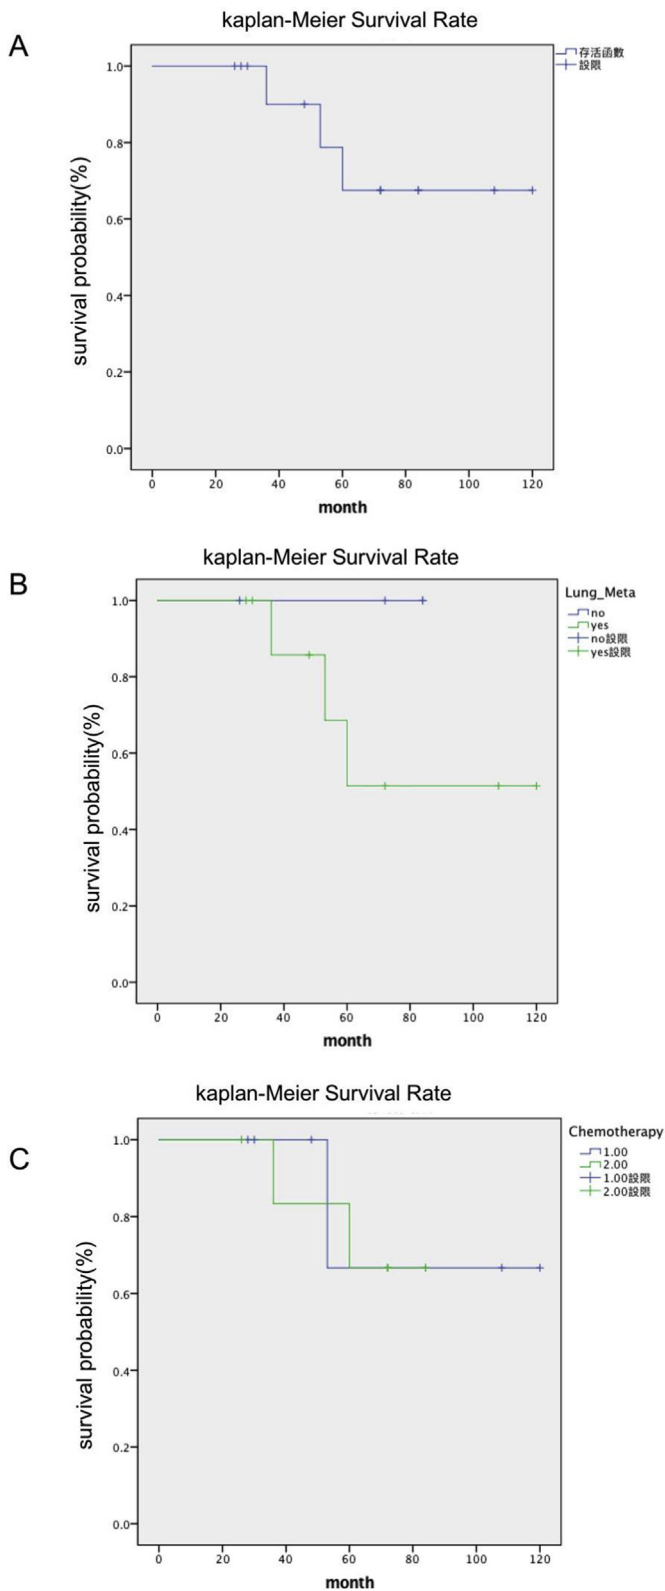 A
kaplan-Meier Survival Rate
存活函數
設限
survival probability(%)
1.0
0.8
0.6
0.4
0.2
0.0
0 20 40 60 80 100 120
month
B
kaplan-Meier Survival Rate
Lung_Meta
no
yes
no設限
yes設限
survival probability(%)
1.0
0.8
0.6
0.4
0.2
0.0
0 20 40 60 80 100 120
month
C
kaplan-Meier Survival Rate
Chemotherapy
1.00
2.00
1.00設限
2.00設限
survival probability(%)
1.0
0.8
0.6
0.4
0.2
0.0
0 20 40 60 80 100 120
month